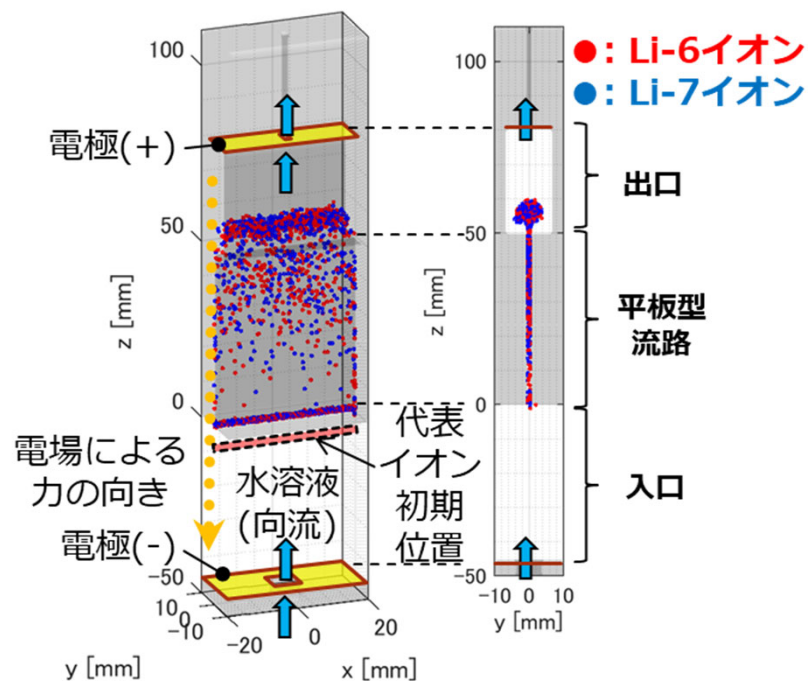 ●：Li-6イオン
●：Li-7イオン
100
50
0
-50
z [mm]
電極(+)
電場による
力の向き
電極(-)
水溶液
(向流)
代表
イオン
初期
位置
10
0
-10
y [mm]
-20
0
20
x [mm]
100
50
0
-50
z [mm]
-10
0
10
y [mm]
出口
平板型
流路
入口